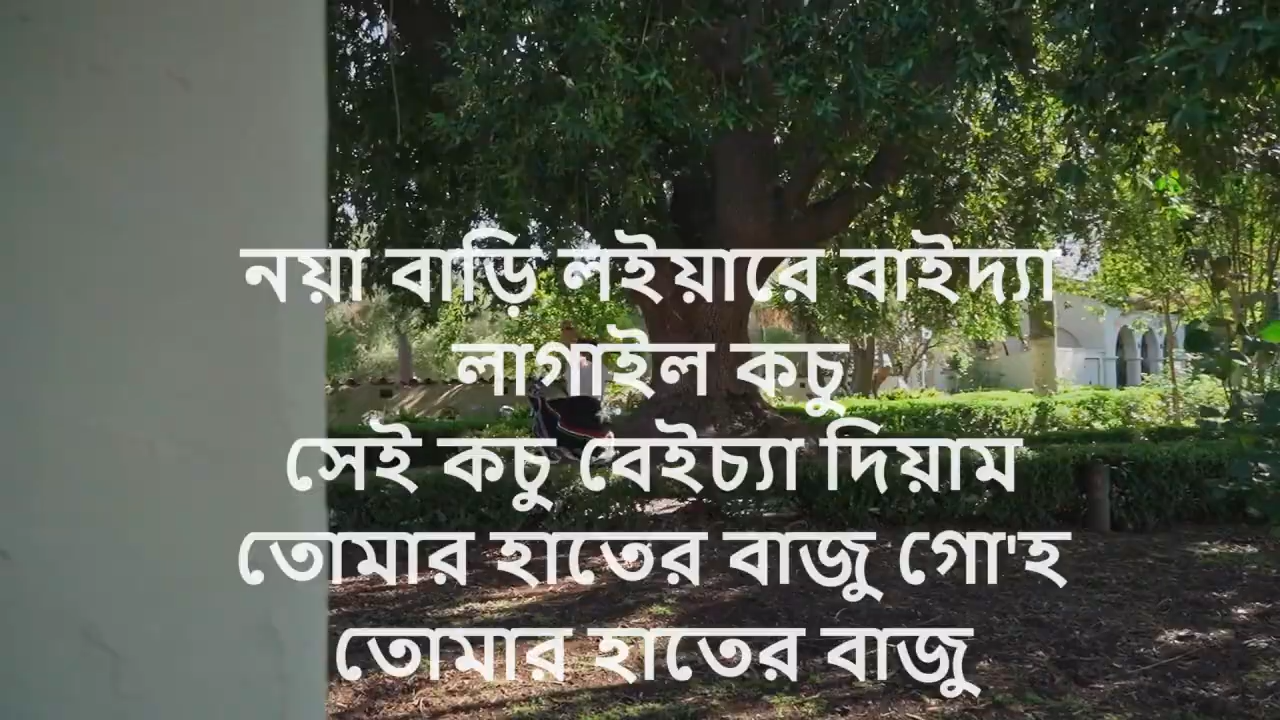 নয়া বাড়ি লইয়ারে বাইদ্যা
লাগাইল কচু
সেই কচু বেইচ্যা দিয়াম
তোমার হাতের বাজু গো'হ
তোমার হাতের বাজু